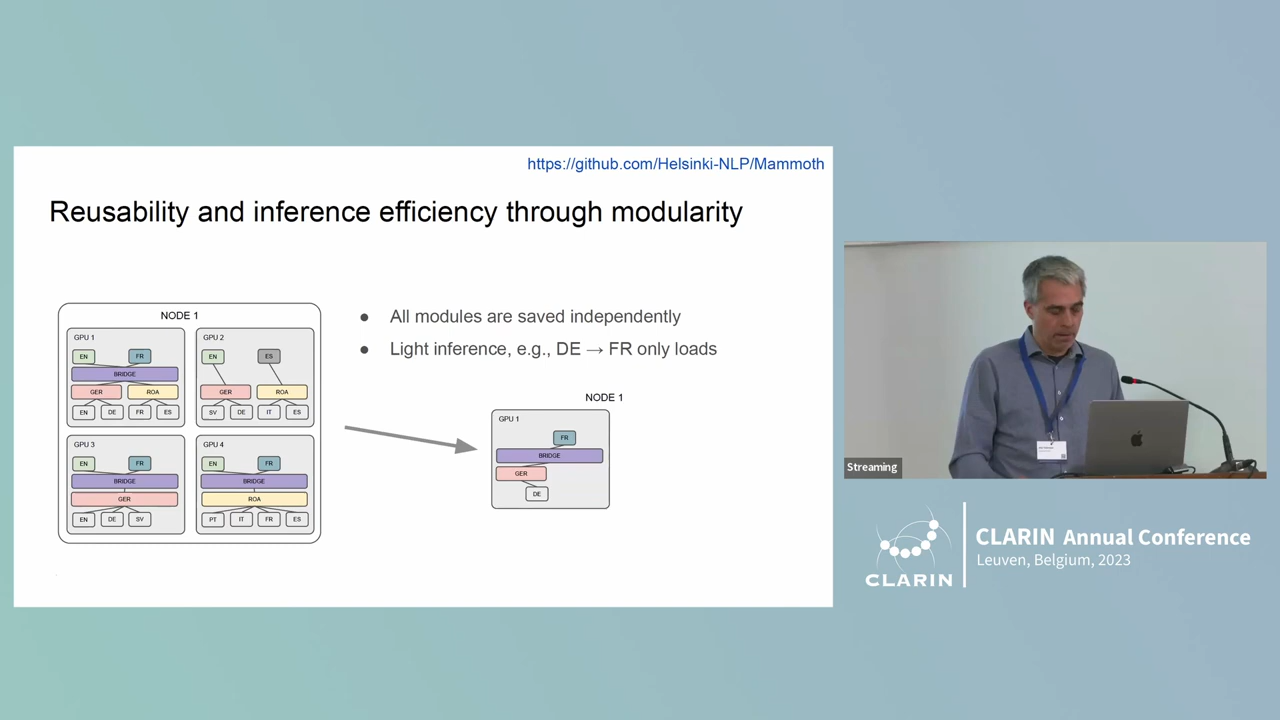 https://github.com/Helsinki-NLP/Mammoth
Reusability and inference efficiency through modularity
NODE 1
GPU 1
EN
FR
BRIDGE
GER
ROA
EN
DE
FR
ES
GPU 2
EN
ES
GER
ROA
SV
DE
IT
ES
GPU 3
EN
FR
BRIDGE
GER
EN
DE
SV
GPU 4
EN
FR
BRIDGE
ROA
PT
IT
FR
ES
● All modules are saved independently
● Light inference, e.g., DE → FR only loads
NODE 1
GPU 1
FR
BRIDGE
GER
DE
Streaming
CLARIN
CLARIN Annual Conference
Leuven, Belgium, 2023